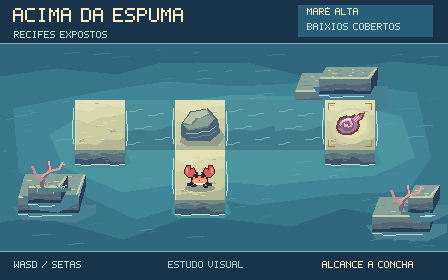 ACIMA DA ESPUMA
RECIFES EXPOSTOS
MARÉ ALTA
BAIXIOS COBERTOS
WASD / SETAS
ESTUDO VISUAL
ALCANCE A CONCHA